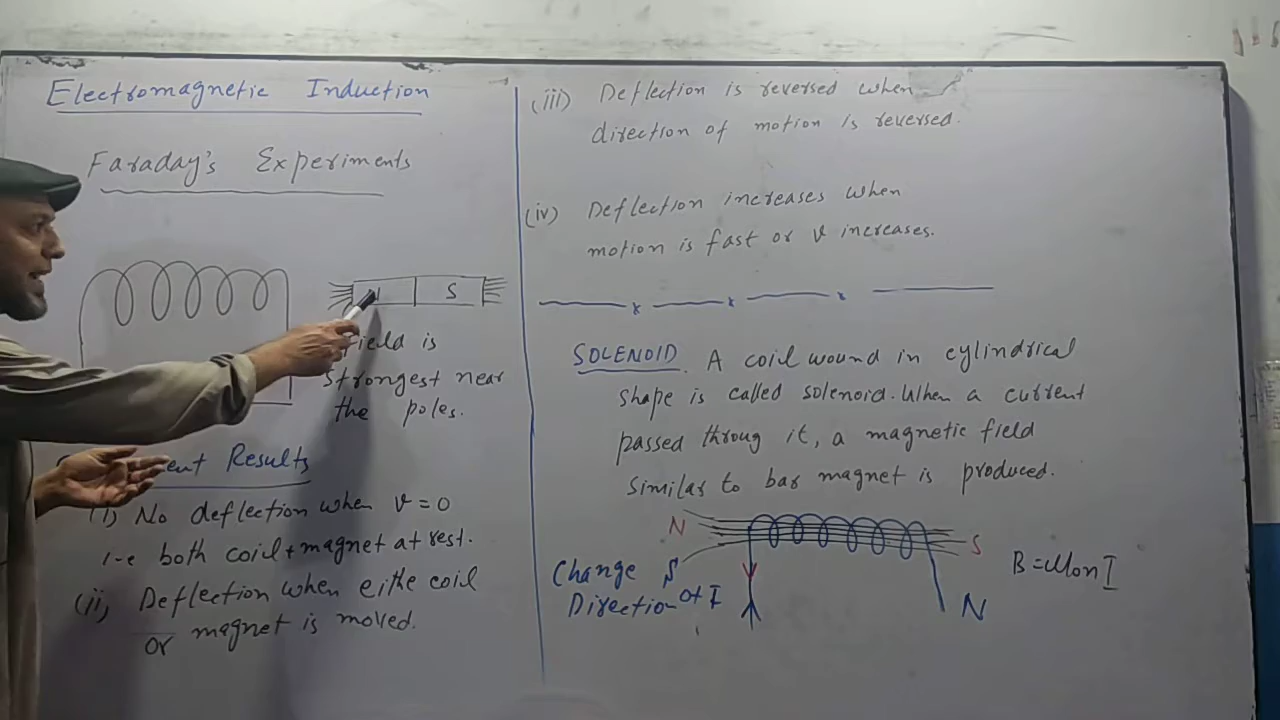 Electromagnetic Induction
Faraday's Experiments
S
Field is
strongest near
the poles.
Results
(i) No deflection when v = 0
i-e both coil + magnet at rest.
(ii) Deflection when eithe coil
or magnet is moved.
(iii) Deflection is reversed when
direction of motion is reversed.
(iv) Deflection increases when
motion is fast or v increases.
SOLENOID. A coil wound in cylindrical
shape is called solenoid. When a current
passed throug it, a magnetic field
similar to bar magnet is produced.
N
S
Change S
Direction of I
N
B = μ₀nI